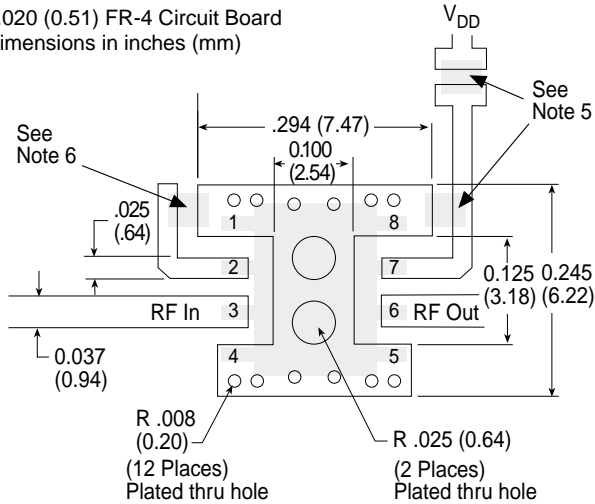 .020 (0.51) FR-4 Circuit Board
imensions in inches (mm)
VDD
See
Note 5
See
Note 6
.294 (7.47)
0.100
(2.54)
.025
(.64)
1
8
2
7
0.125
(3.18)
0.245
(6.22)
RF In
3
6
RF Out
4
5
0.037
(0.94)
R .008
(0.20)
(12 Places)
Plated thru hole
R .025 (0.64)
(2 Places)
Plated thru hole